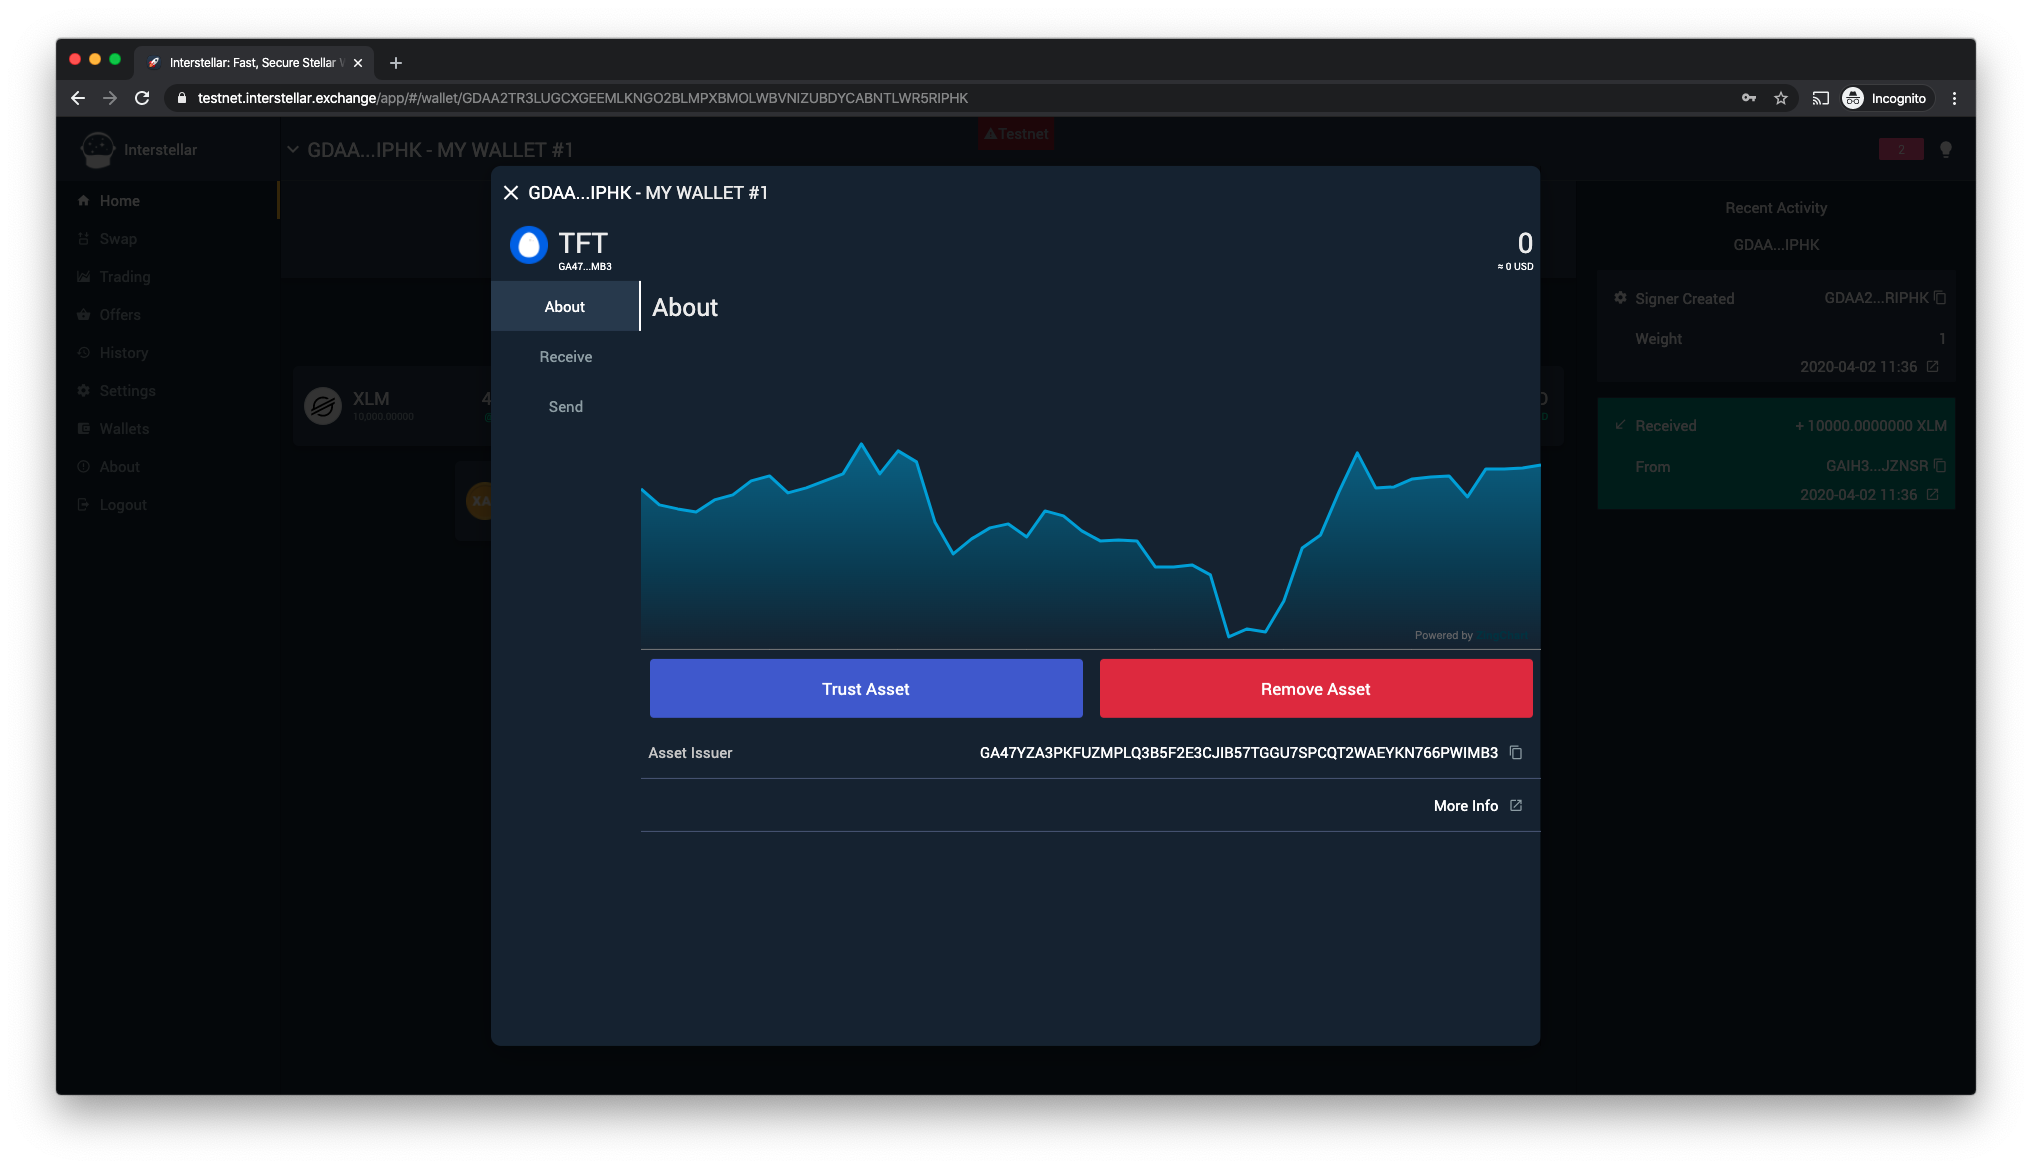 Interstellar: Fast, Secure Stellar
testnet.interstellar.exchange/app/#/wallet/GDAA2TR3LUGCXGEEMLKNGO2BLMPXBMOLWBVNIZUBDYCABNTLWR5RIPHK
Incognito
Interstellar
GDAA...IPHK - MY WALLET #1
Testnet
2
Home
Swap
Trading
Offers
History
Settings
Wallets
About
Logout
XLM
10,000.00000
4
XA
GDAA...IPHK - MY WALLET #1
TFT
GA47...MB3
0
≈ 0 USD
About
Receive
Send
About
Powered by
Trust Asset
Remove Asset
Asset Issuer
GA47YZA3PKFUZMPLQ3B5F2E3CJIB57TGGU7SPCQT2WAEYKN766PWIMB3
More Info
Recent Activity
GDAA...IPHK
Signer Created
GDAA2...RIPHK
Weight
1
2020-04-02 11:36
Received
+ 10000.0000000 XLM
From
GAIH3...JZNSR
2020-04-02 11:36